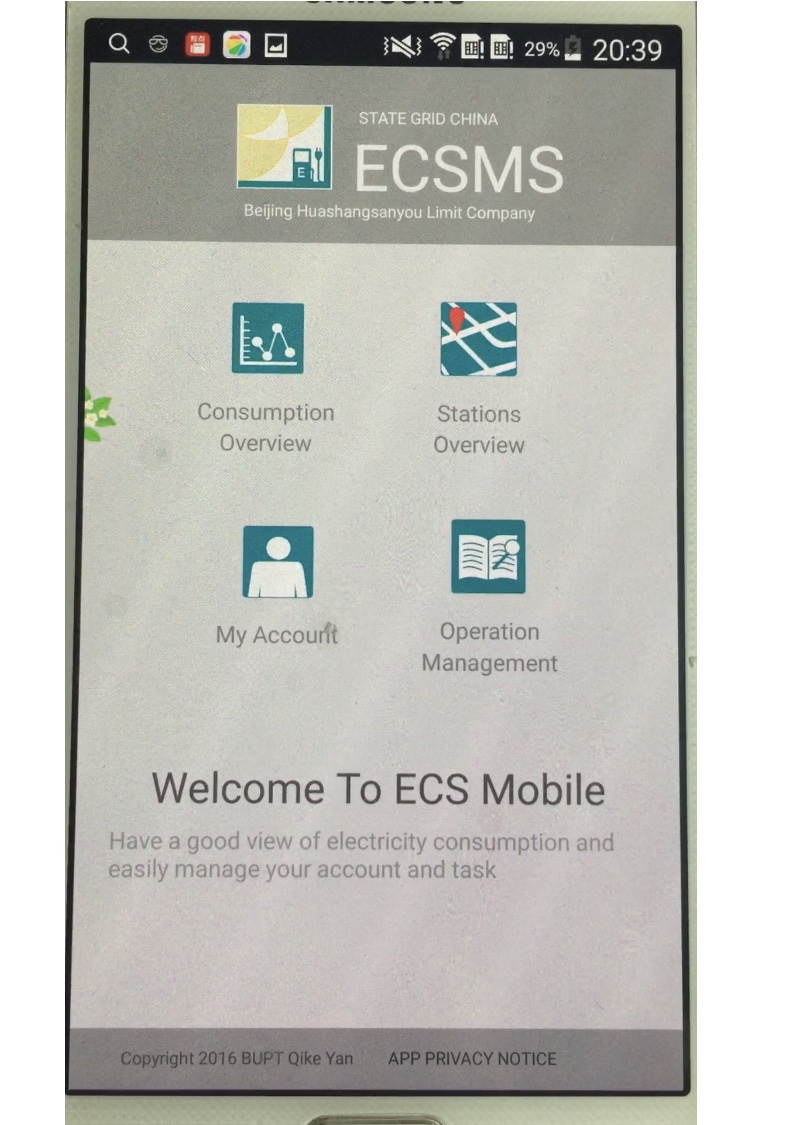 29% 20:39
STATE GRID CHINA
E
ECSMS
Beijing Huashangsanyou Limit Company
Consumption
Overview
Stations
Overview
My Account
Operation
Management
Welcome To ECS Mobile
Have a good view of electricity consumption and
easily manage your account and task
Copyright 2016 BUPT Qike Yan
APP PRIVACY NOTICE